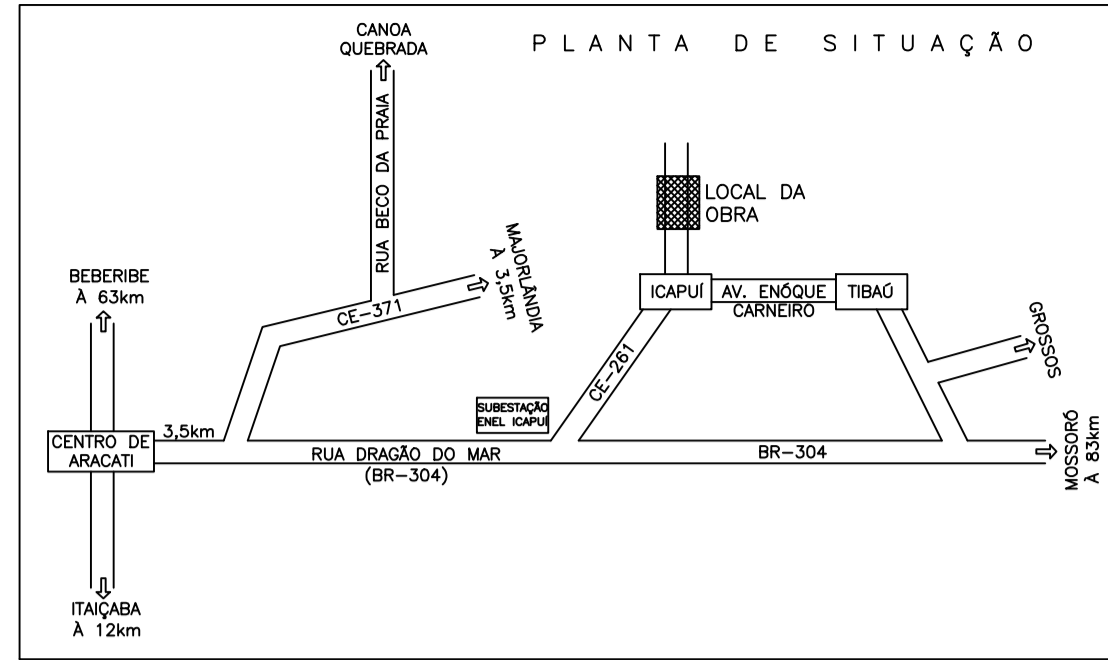 PLANTA DE SITUAÇÃO
CANOA
QUEBRADA
RUA BECO DA PRAIA
MAJORLÂNDIA
À 3,5km
CE-371
BEBERIBE
À 63km
LOCAL DA
OBRA
ICAPUÍ
AV. ENÓQUE
CARNEIRO
TIBAÚ
GROSSOS
CE-261
SUBESTAÇÃO
ENEL ICAPUÍ
CENTRO DE
ARACATI
3,5km
RUA DRAGÃO DO MAR
(BR-304)
BR-304
MOSSORÓ
À 83km
ITAIÇABA
À 12km